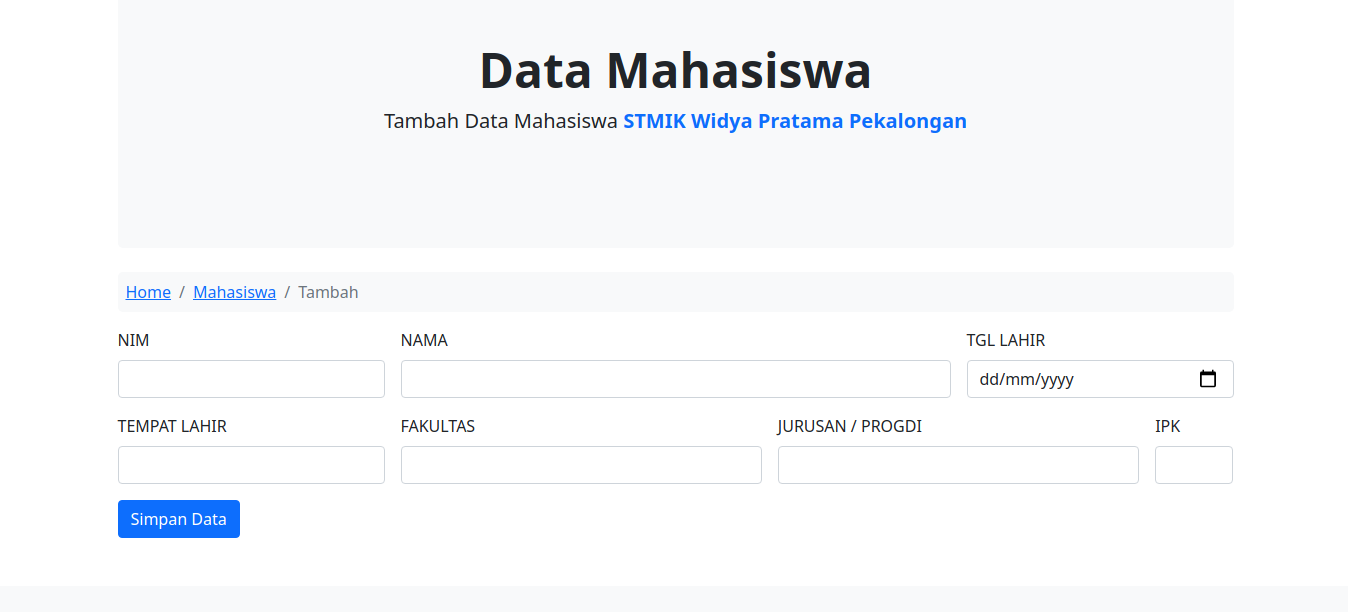 Data Mahasiswa
Tambah Data Mahasiswa STMIK Widya Pratama Pekalongan
Home / Mahasiswa / Tambah
NIM NAMA TGL LAHIR
dd/mm/yyyy
TEMPAT LAHIR FAKULTAS JURUSAN / PROGDI IPK
Simpan Data